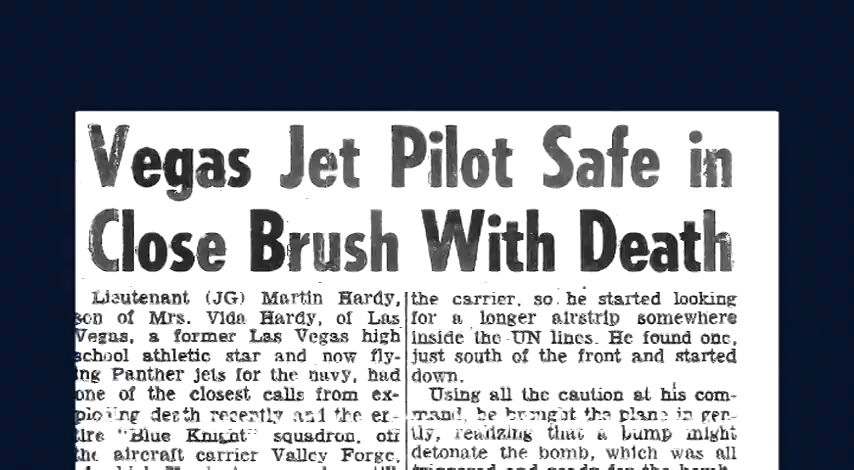 Vegas Jet Pilot Safe in
Close Brush With Death
Lieutenant (JG) Martin Hardy,
son of Mrs. Vida Hardy, of Las
Vegas, a former Las Vegas high
school athletic star and now fly-
ing Panther jets for the navy, had
one of the closest calls from ex-
ploding death recently and the en-
tire "Blue Knight" squadron, off
the aircraft carrier Valley Forge,
the carrier, so he started looking
for a longer airstrip somewhere
inside the UN lines. He found one,
just south of the front and started
down.
Using all the caution at his com-
mand, he brought the plane in gen-
tly, realizing that a bump might
detonate the bomb, which was all